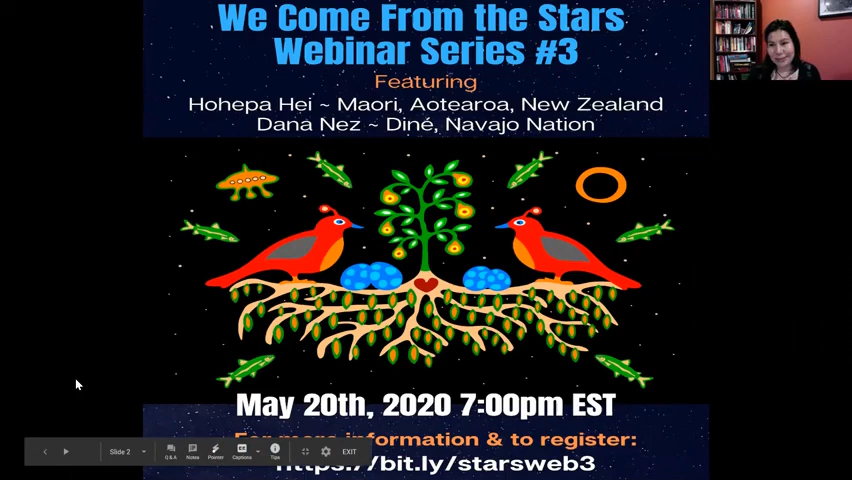 We Come From the Stars
Webinar Series #3
Featuring
Hohepa Hei ~ Maori, Aotearoa, New Zealand
Dana Nez ~ Diné, Navajo Nation
May 20th, 2020 7:00pm EST
For more information & to register:
https://bit.ly/starsweb3
Slide 2
Q & A
Notes
Pointer
Captions
Tips
EXIT